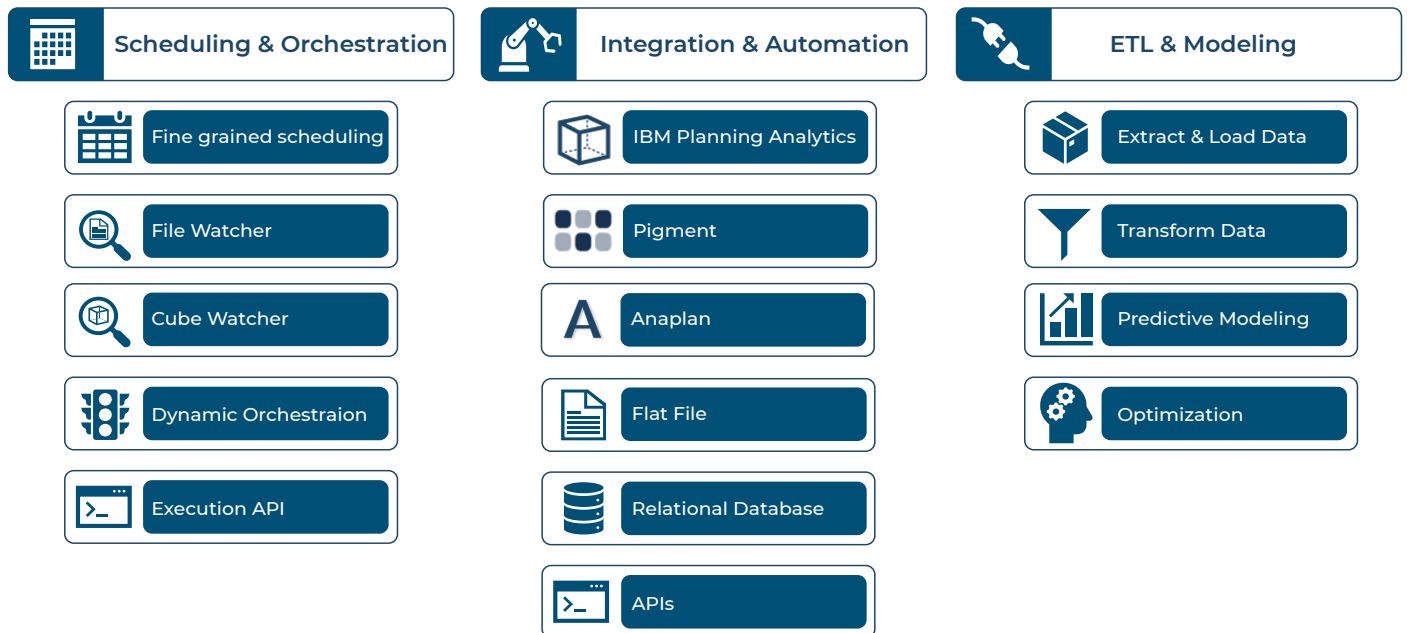 Scheduling & Orchestration
Fine grained scheduling
File Watcher
Cube Watcher
Dynamic Orchestraion
Execution API
Integration & Automation
IBM Planning Analytics
Pigment
A
Anaplan
Flat File
Relational Database
APIs
ETL & Modeling
Extract & Load Data
Transform Data
Predictive Modeling
Optimization